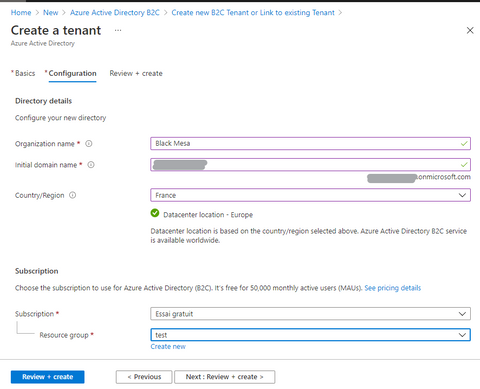 Home > New > Azure Active Directory B2C > Create new B2C Tenant or Link to existing Tenant >
Create a tenant ...
Azure Active Directory
* Basics * Configuration Review + create
Directory details
Configure your new directory
Organization name *
Black Mesa
Initial domain name *
.onmicrosoft.com
Country/Region
France
Datacenter location - Europe
Datacenter location is based on the country/region selected above. Azure Active Directory B2C service
is available worldwide.
Subscription
Choose the subscription to use for Azure Active Directory (B2C). It's free for 50,000 monthly active users (MAUs). See pricing details
Subscription *
Essai gratuit
Resource group *
test
Create new
Review + create
< Previous
Next : Review + create >